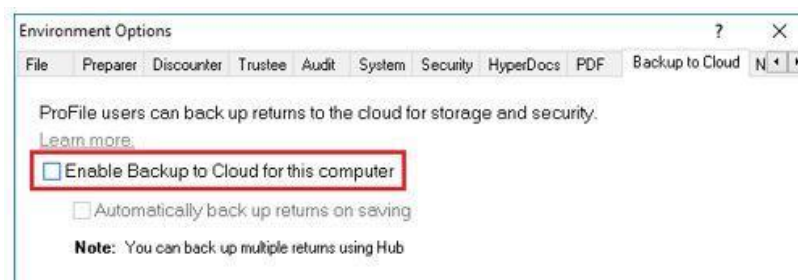 Environment Options ? ×
File Preparer Discounter Trustee Audit System Security HyperDocs PDF Backup to Cloud N
ProFile users can back up returns to the cloud for storage and security.
Learn more.
Enable Backup to Cloud for this computer
Automatically back up returns on saving
Note: You can back up multiple returns using Hub